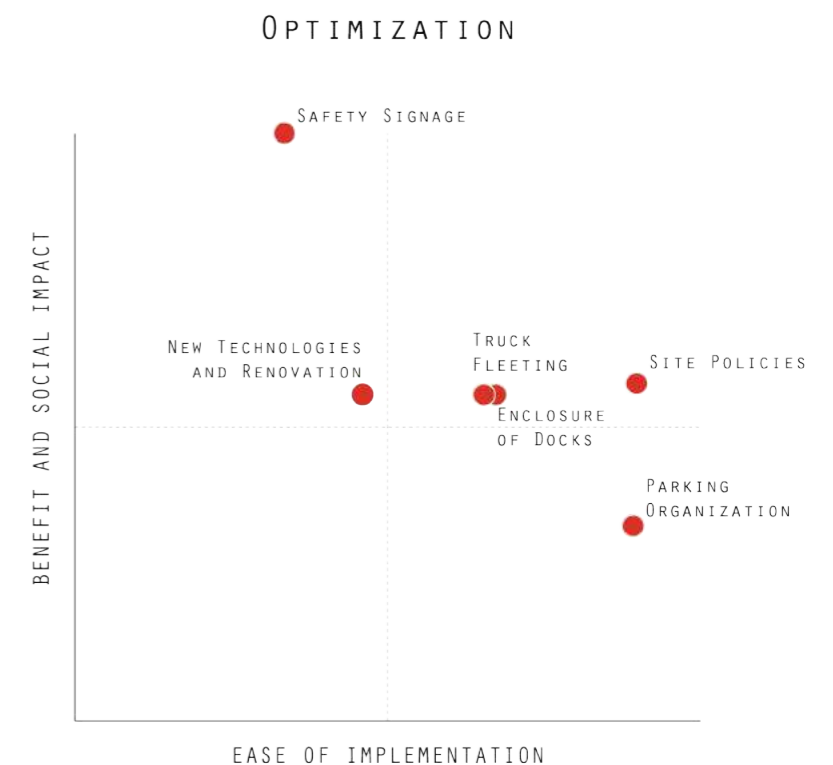 OPTIMIZATION
SAFETY SIGNAGE
NEW TECHNOLOGIES
AND RENOVATION
TRUCK
FLEETING
SITE POLICIES
ENCLOSURE
OF DOCKS
PARKING
ORGANIZATION
BENEFIT AND SOCIAL IMPACT
EASE OF IMPLEMENTATION